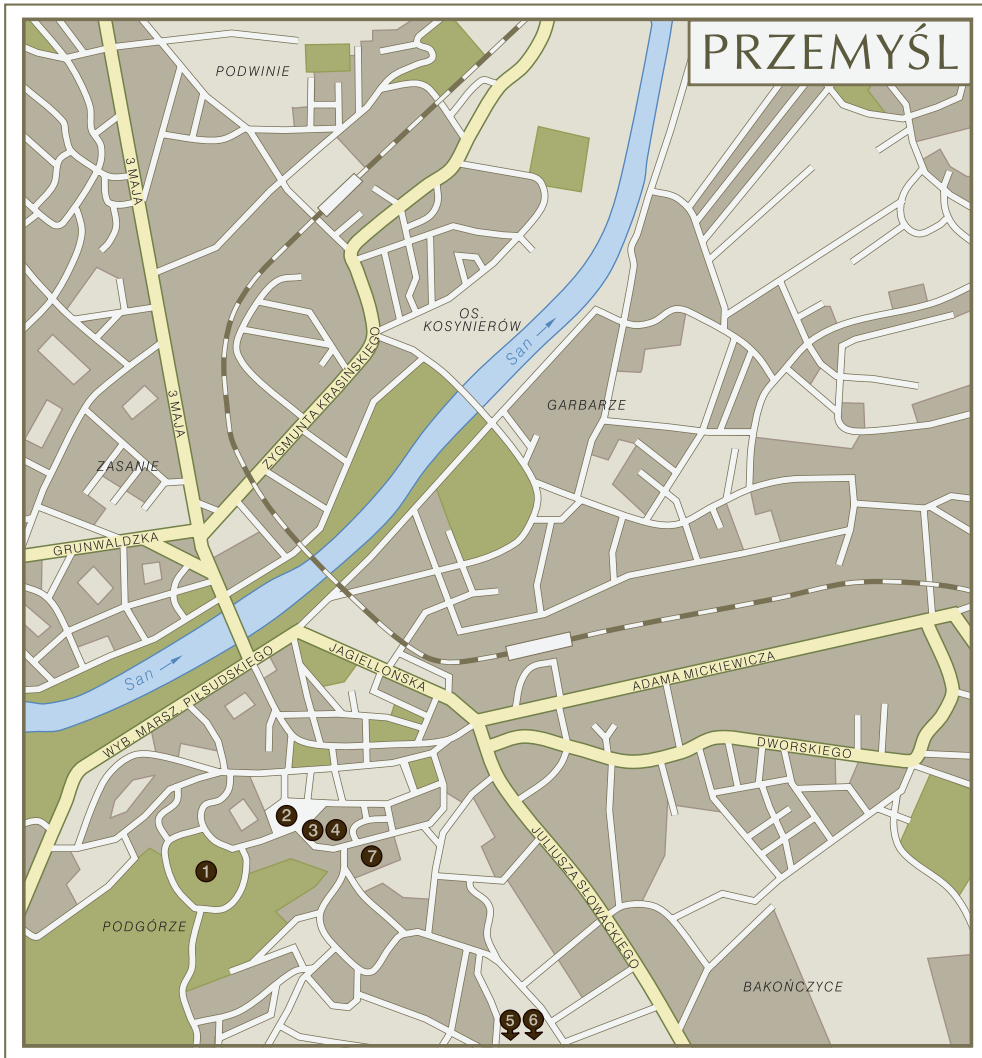 PRZEMYŚL
PODWINIE
3 MAJA
OS.
KOSYNIERÓW
San
ZYGMUNTA KRASIŃSKIEGO
3 MAJA
GARBARZE
ZASANIE
GRUNWALDZKA
San
WYB. MARSZ. PIŁSUDSKIEGO
JAGIELLOŃSKA
ADAMA MICKIEWICZA
DWORSKIEGO
2
3
4
7
1
JULIUSZA SŁOWACKIEGO
PODGÓRZE
BAKOŃCZYCE
5
6